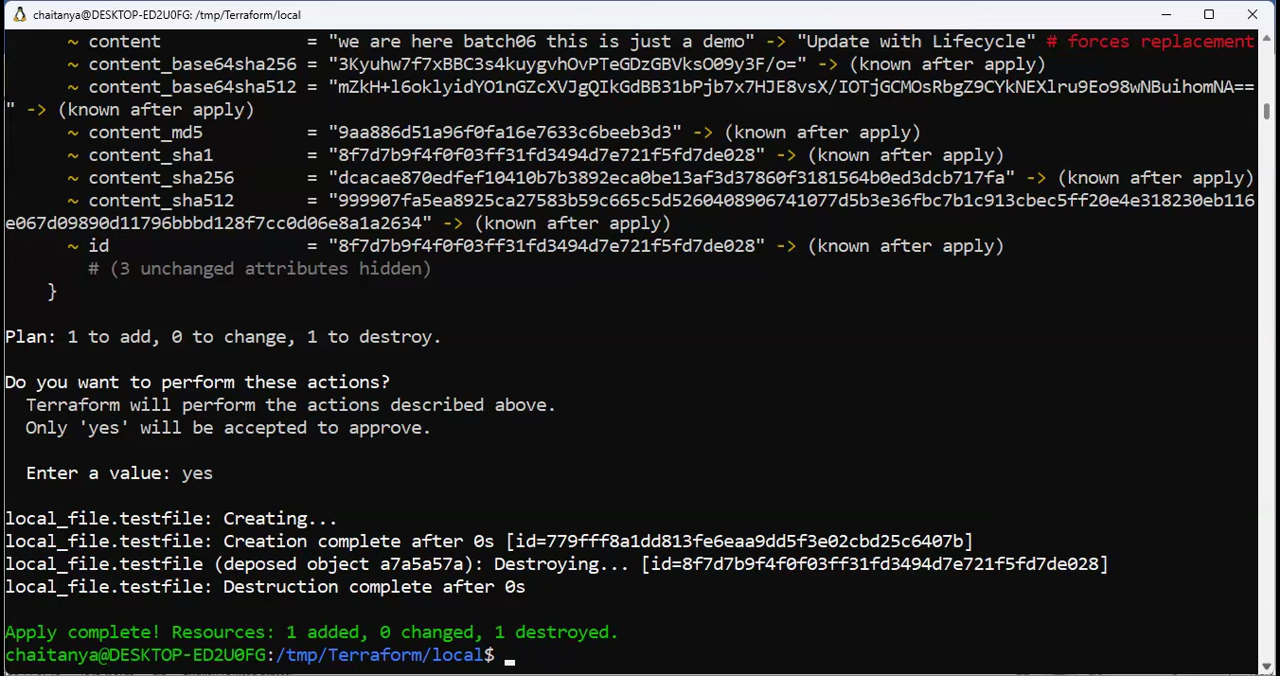 chaitanya@DESKTOP-ED2U0FG: /tmp/Terraform/local
~ content = "we are here batch06 this is just a demo" -> "Update with Lifecycle" # forces replacement
~ content_base64sha256 = "3Kyuhw7f7xBBC3s4kuygvhOvPTeGDzGBVksO09y3F/o=" -> (known after apply)
~ content_base64sha512 = "mZkH+l6oklyidYO1nGZcXVJgQIkGdBB31bPjb7x7HJE8vsX/IOTjGCMOsRbgZ9CYkNEXlru9Eo98wNBuihomNA==
" -> (known after apply)
~ content_md5 = "9aa886d51a96f0fa16e7633c6beeb3d3" -> (known after apply)
~ content_sha1 = "8f7d7b9f4f0f03ff31fd3494d7e721f5fd7de028" -> (known after apply)
~ content_sha256 = "dcacae870edfef10410b7b3892eca0be13af3d37860f3181564b0ed3dcb717fa" -> (known after apply)
~ content_sha512 = "999907fa5ea8925ca27583b59c665c5d5260408906741077d5b3e36fbc7b1c913cbec5ff20e4e318230eb116
e067d09890d11796bbbd128f7cc0d06e8a1a2634" -> (known after apply)
~ id = "8f7d7b9f4f0f03ff31fd3494d7e721f5fd7de028" -> (known after apply)
# (3 unchanged attributes hidden)
}
Plan: 1 to add, 0 to change, 1 to destroy.
Do you want to perform these actions?
Terraform will perform the actions described above.
Only 'yes' will be accepted to approve.
Enter a value: yes
local_file.testfile: Creating...
local_file.testfile: Creation complete after 0s [id=779fff8a1dd813fe6eaa9dd5f3e02cbd25c6407b]
local_file.testfile (deposed object a7a5a57a): Destroying... [id=8f7d7b9f4f0f03ff31fd3494d7e721f5fd7de028]
local_file.testfile: Destruction complete after 0s
Apply complete! Resources: 1 added, 0 changed, 1 destroyed.
chaitanya@DESKTOP-ED2U0FG:/tmp/Terraform/local$